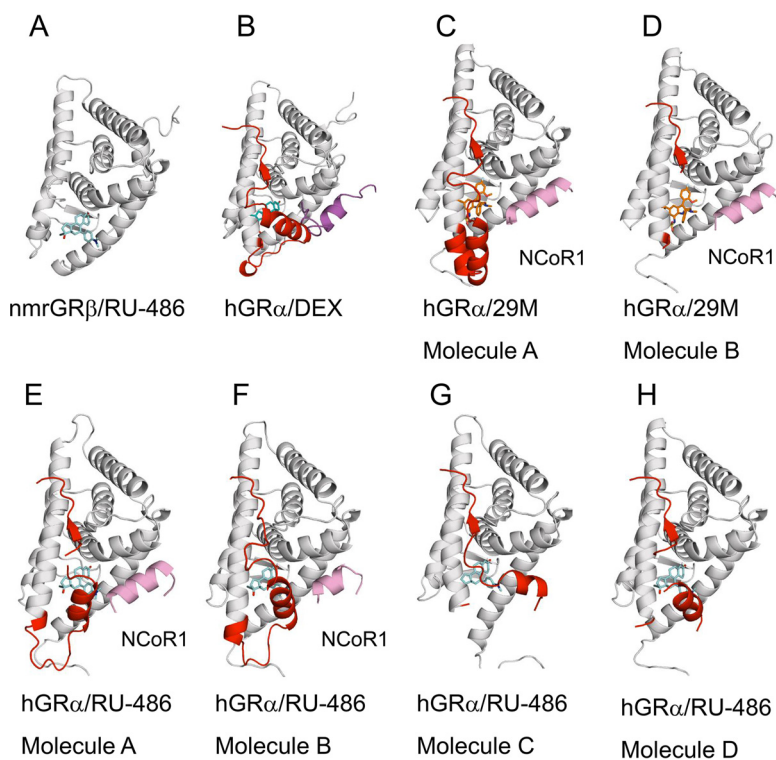 A B C D
NCoR1 NCoR1
nmrGRβ/RU-486 hGRα/DEX hGRα/29M hGRα/29M
Molecule A Molecule B
E F G H
NCoR1 NCoR1
hGRα/RU-486 hGRα/RU-486 hGRα/RU-486 hGRα/RU-486
Molecule A Molecule B Molecule C Molecule D